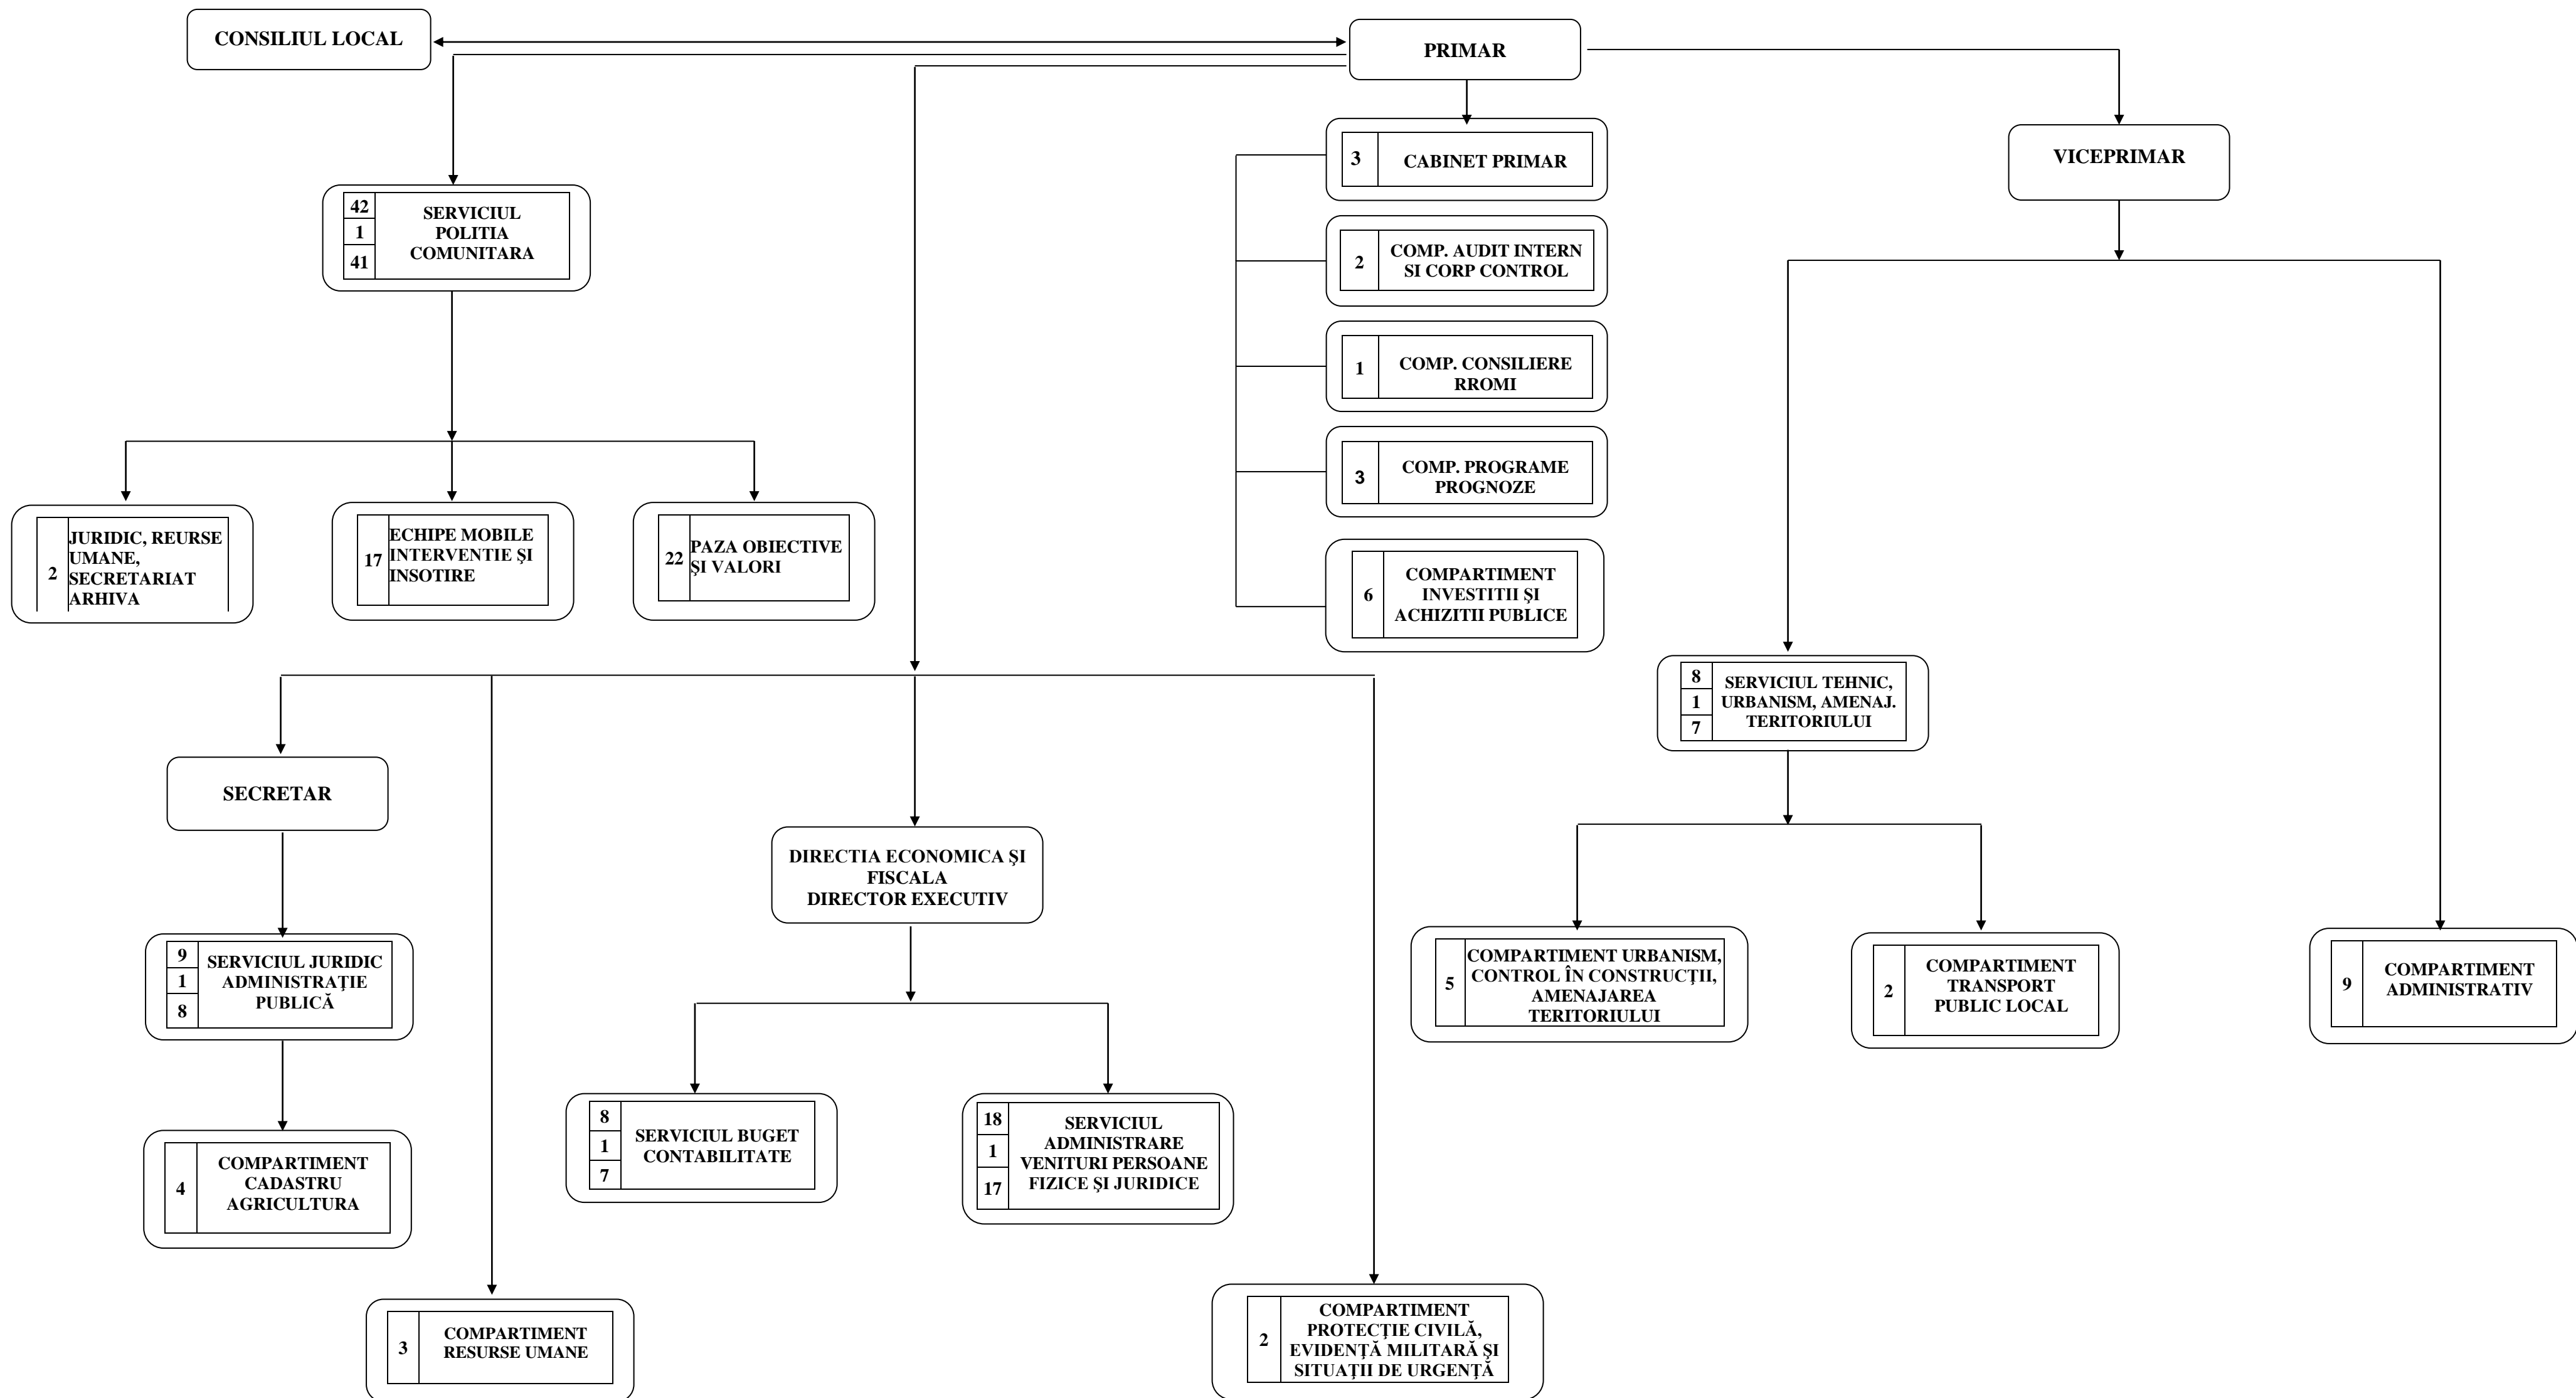 CONSILIUL LOCAL
PRIMAR
VICEPRIMAR
3
CABINET PRIMAR
2
COMP. AUDIT INTERN
SI CORP CONTROL
1
COMP. CONSILIERE
RROMI
3
COMP. PROGRAME
PROGNOZE
6
COMPARTIMENT
INVESTITII ŞI
ACHIZITII PUBLICE
42
1
41
SERVICIUL
POLITIA
COMUNITARA
2
JURIDIC, REURSE
UMANE,
SECRETARIAT
ARHIVA
17
ECHIPE MOBILE
INTERVENTIE ŞI
INSOTIRE
22
PAZA OBIECTIVE
ŞI VALORI
8
1
7
SERVICIUL TEHNIC,
URBANISM, AMENAJ.
TERITORIULUI
SECRETAR
DIRECTIA ECONOMICA ŞI
FISCALA
DIRECTOR EXECUTIV
9
1
8
SERVICIUL JURIDIC
ADMINISTRAŢIE
PUBLICĂ
5
COMPARTIMENT URBANISM,
CONTROL ÎN CONSTRUCŢII,
AMENAJAREA
TERITORIULUI
2
COMPARTIMENT
TRANSPORT
PUBLIC LOCAL
9
COMPARTIMENT
ADMINISTRATIV
4
COMPARTIMENT
CADASTRU
AGRICULTURA
8
1
7
SERVICIUL BUGET
CONTABILITATE
18
1
17
SERVICIUL
ADMINISTRARE
VENITURI PERSOANE
FIZICE ŞI JURIDICE
3
COMPARTIMENT
RESURSE UMANE
2
COMPARTIMENT
PROTECŢIE CIVILĂ,
EVIDENŢĂ MILITARĂ ŞI
SITUAŢII DE URGENŢĂ